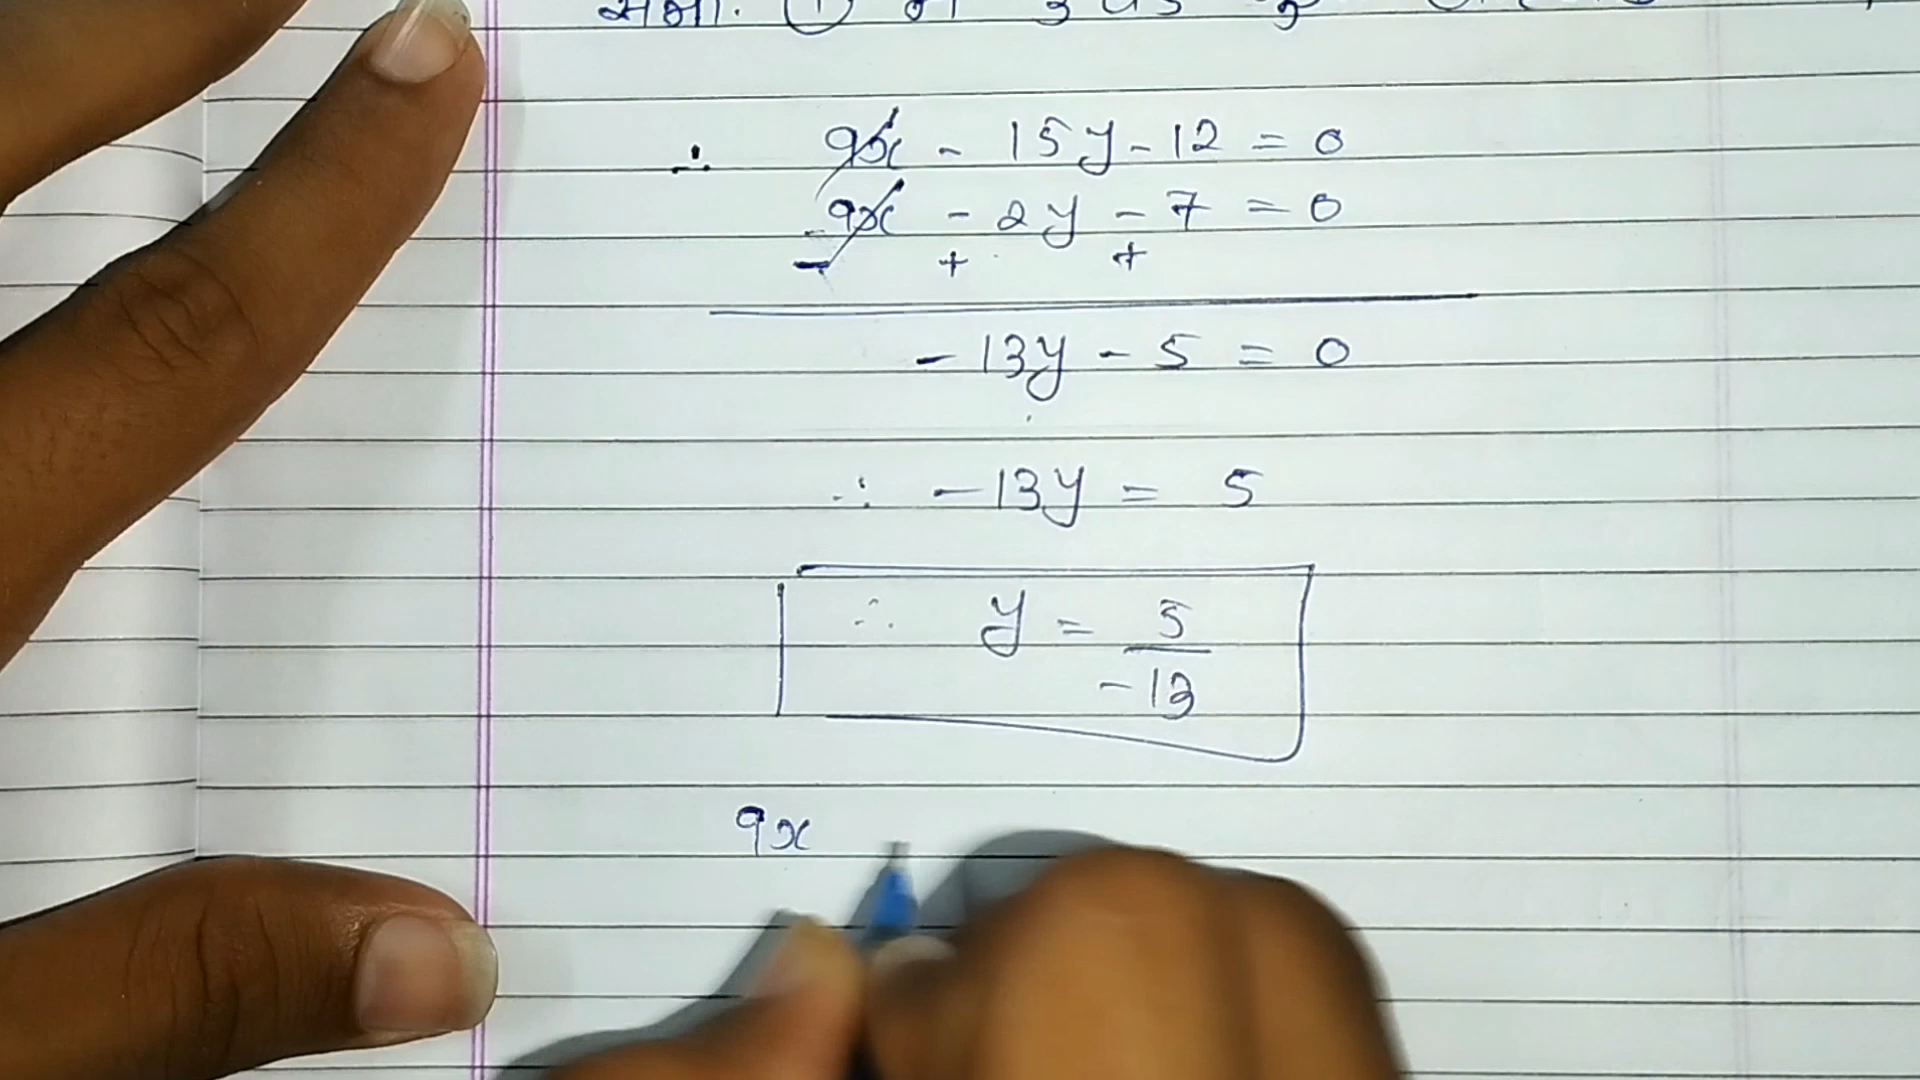 ∴ 9x - 15y - 12 = 0
9x - 2y - 7 = 0
- + +
- 13y - 5 = 0
∴ - 13y = 5
∴ y = 5/-13
9x